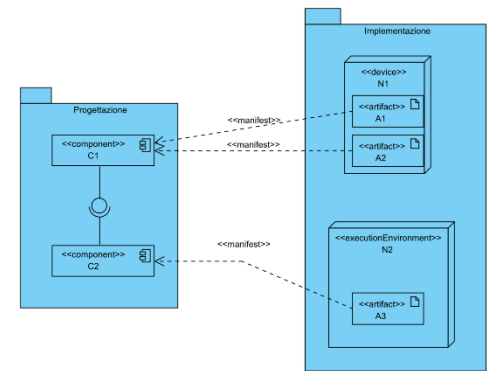 Implementazione
<<device>>
N1
<<artifact>>
A1
<<artifact>>
A2
<<manifest>>
<<manifest>>
Progettazione
<<component>>
C1
<<component>>
C2
<<manifest>>
<<executionEnvironment>>
N2
<<artifact>>
A3